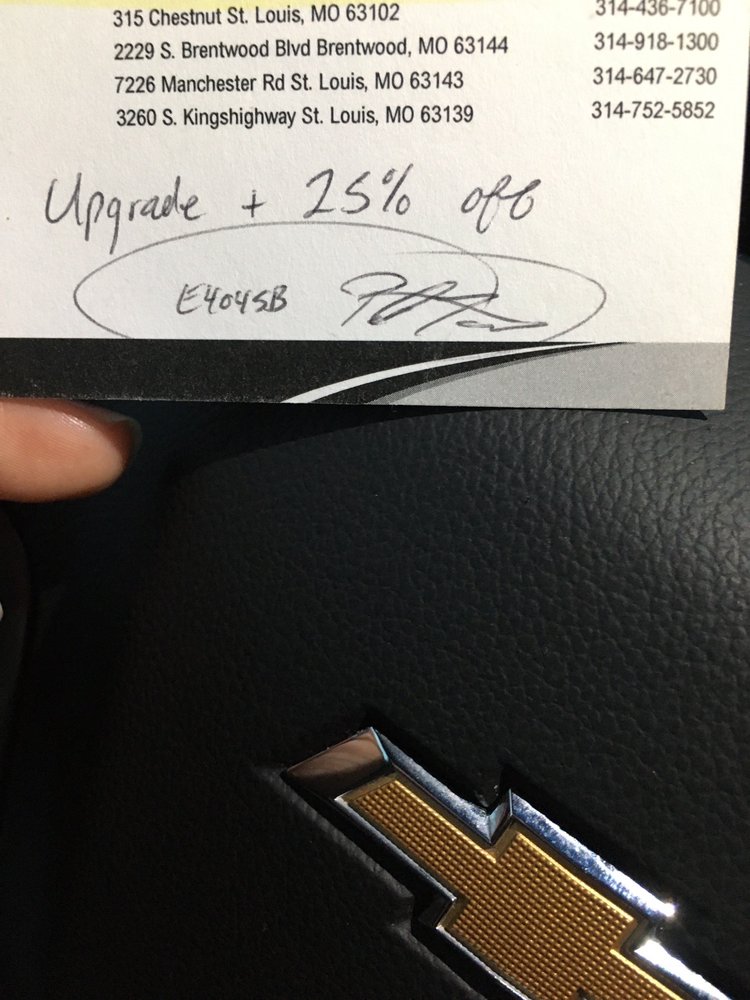 315 Chestnut St. Louis, MO 63102 314-436-7100
2229 S. Brentwood Blvd Brentwood, MO 63144 314-918-1300
7226 Manchester Rd St. Louis, MO 63143 314-647-2730
3260 S. Kingshighway St. Louis, MO 63139 314-752-5852
Upgrade + 25% off
E404SB